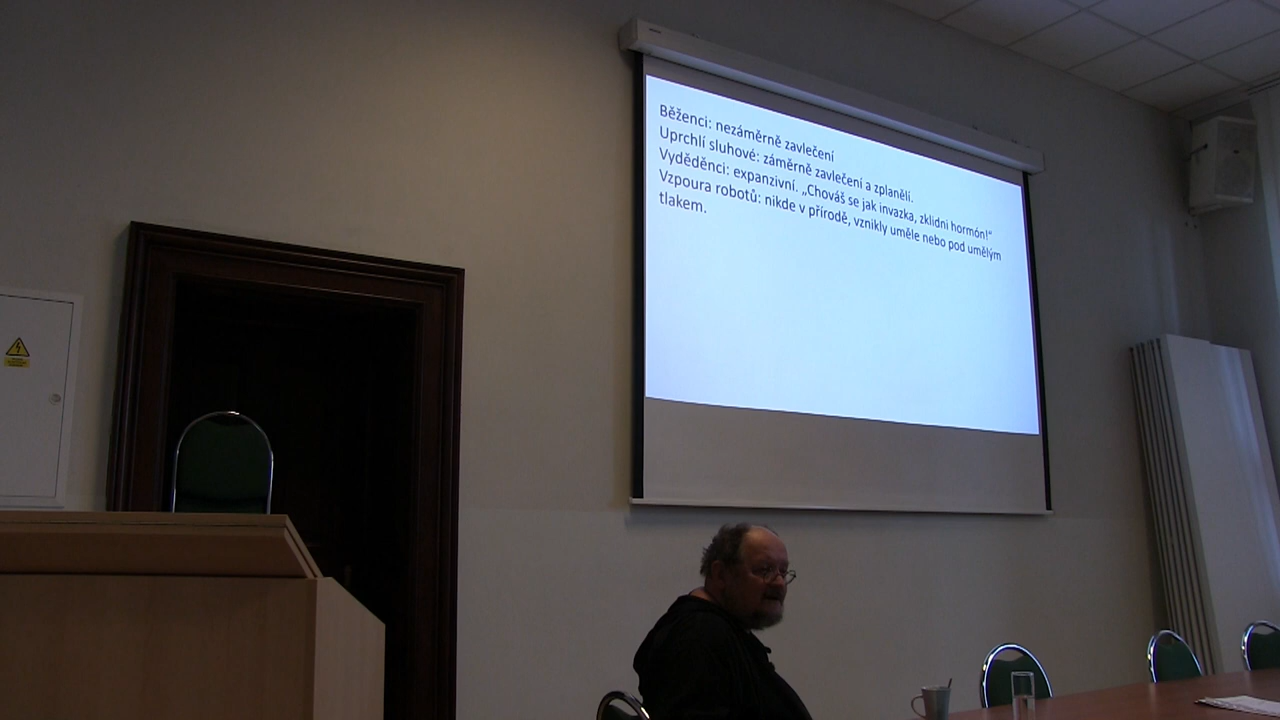 Běženci: nezáměrně zavlečení
Uprchlí sluhové: záměrně zavlečení a zplanělí.
Vyděděnci: expanzivní. „Chováš se jak invazka, zklidni hormón!“
Vzpoura robotů: nikde v přírodě, vznikly uměle nebo pod umělým
tlakem.